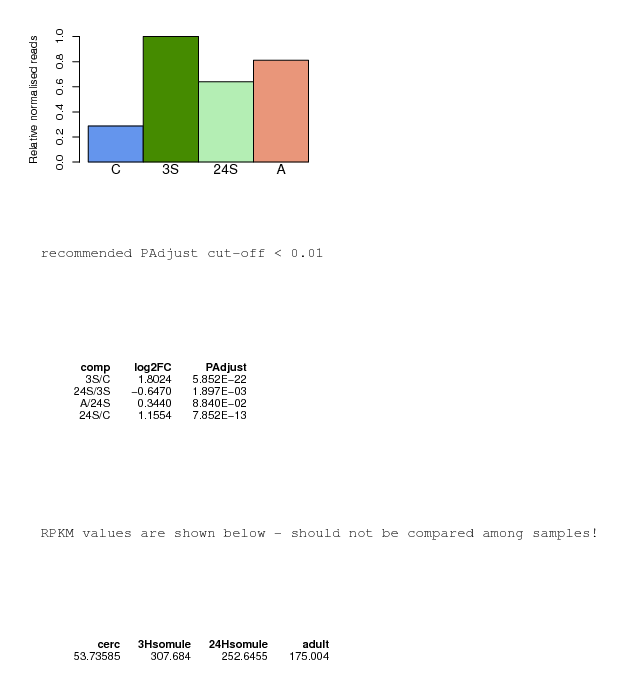 Relative normalised reads
1.0
0.8
0.6
0.4
0.2
0.0
C 3S 24S A
recommended PAdjust cut-off < 0.01
comp log2FC PAdjust
3S/C 1.8024 5.852E-22
24S/3S -0.6470 1.897E-03
A/24S 0.3440 8.840E-02
24S/C 1.1554 7.852E-13
RPKM values are shown below - should not be compared among samples!
cerc 3Hsomule 24Hsomule adult
53.73585 307.684 252.6455 175.004